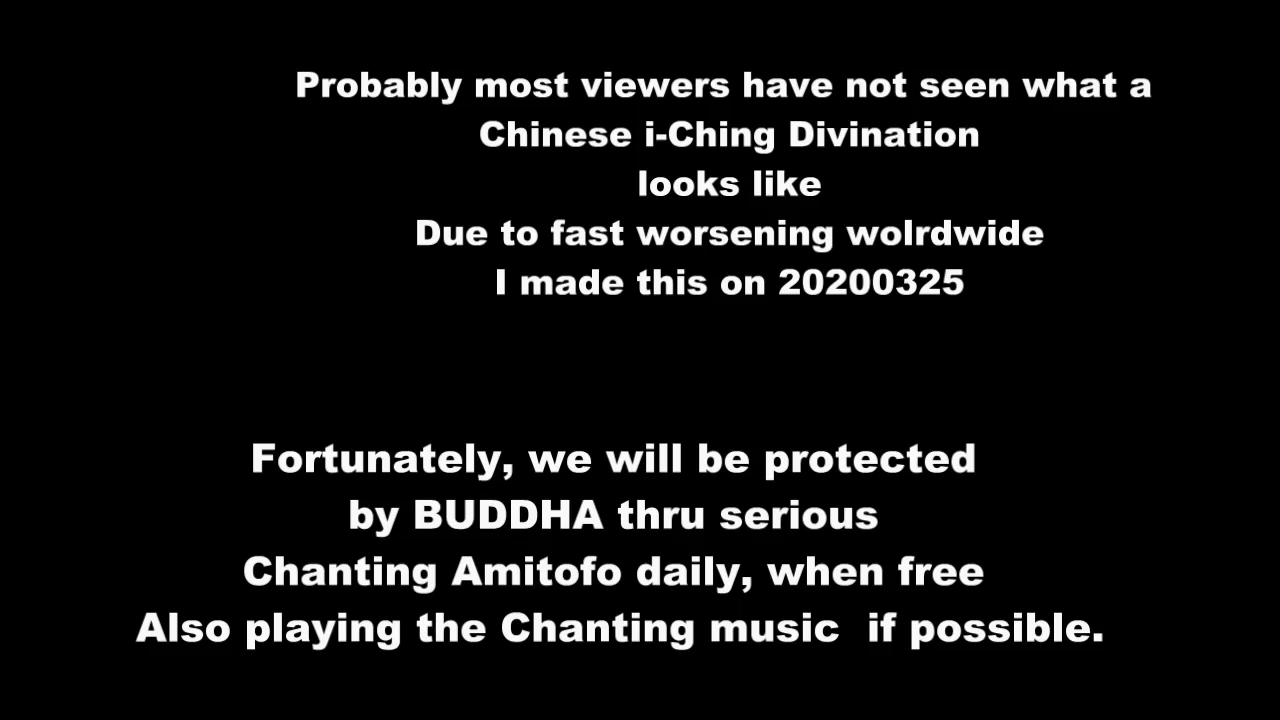 Probably most viewers have not seen what a
Chinese i-Ching Divination
looks like
Due to fast worsening wolrdwide
I made this on 20200325
Fortunately, we will be protected
by BUDDHA thru serious
Chanting Amitofo daily, when free
Also playing the Chanting music  if possible.